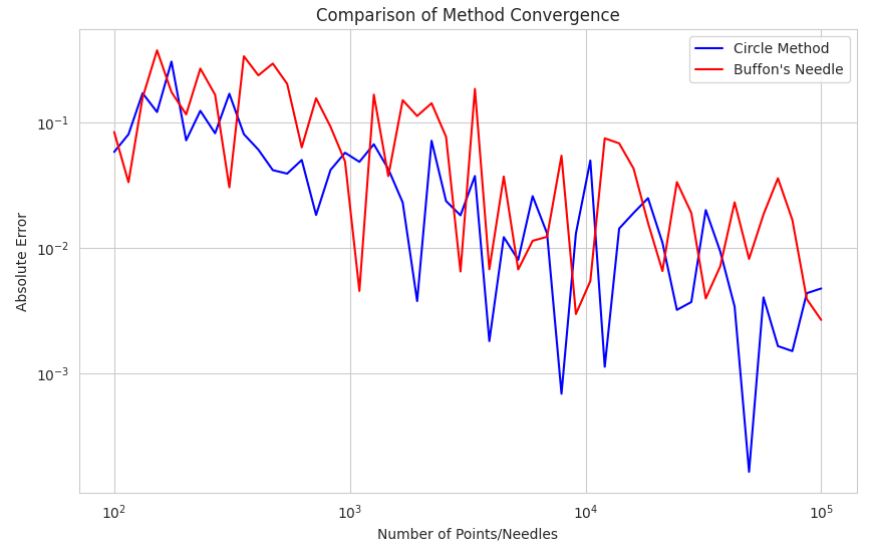 Comparison of Method Convergence
Circle Method
Buffon's Needle
Absolute Error
10⁻¹
10⁻²
10⁻³
10²
10³
10⁴
10⁵
Number of Points/Needles